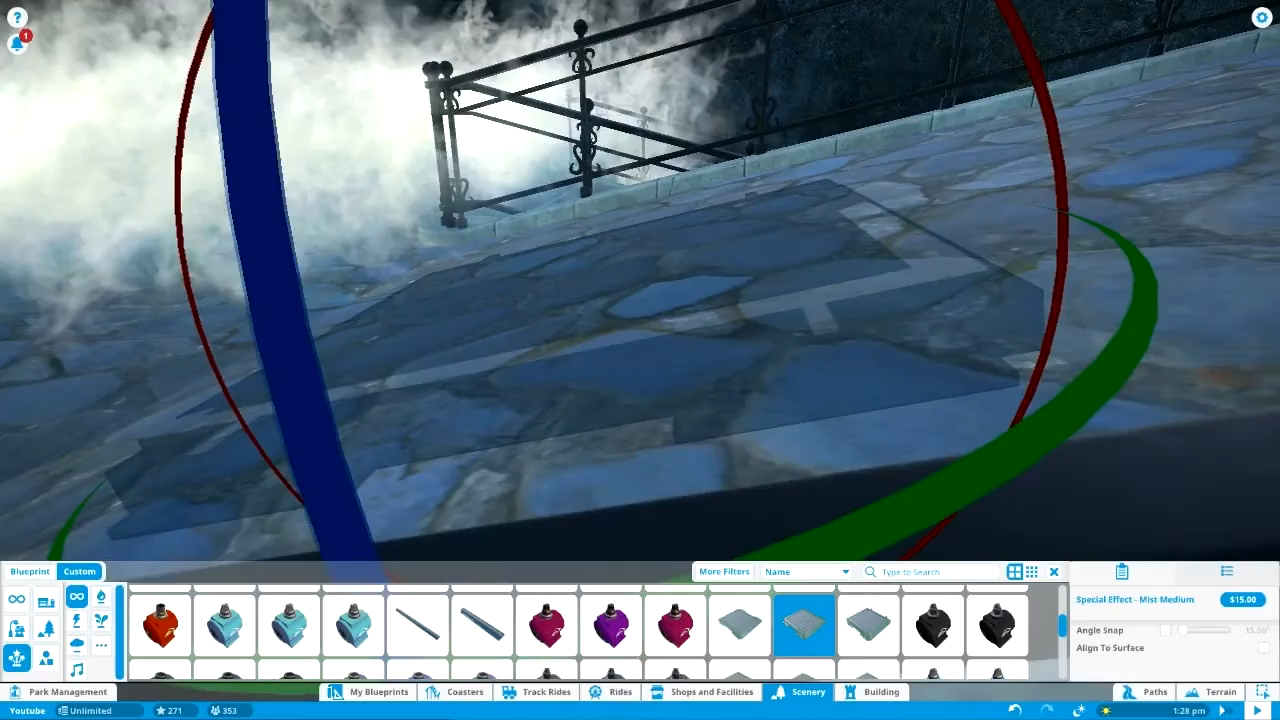 ?
1
Blueprint
Custom
More Filters
Name
Type to Search
Special Effect - Mist Medium
$15.00
Angle Snap
15.00°
Align To Surface
Park Management
My Blueprints
Coasters
Track Rides
Rides
Shops and Facilities
Scenery
Building
Paths
Terrain
Youtube
Unlimited
271
353
1:28 pm